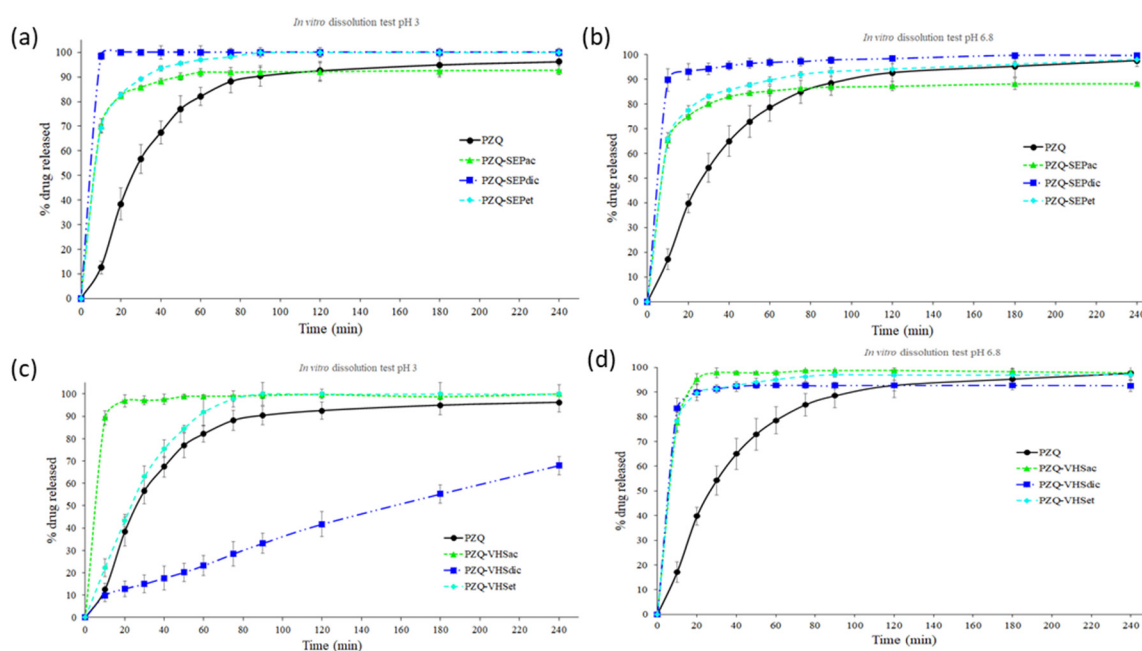 (a)
In vitro dissolution test pH 3
100
90
80
70
60
50
40
30
20
10
0
% drug released
PZQ
PZQ-SEPac
PZQ-SEPdic
PZQ-SEPet
0 20 40 60 80 100 120 140 160 180 200 220 240
Time (min)
(b)
In vitro dissolution test pH 6.8
100
90
80
70
60
50
40
30
20
10
0
% drug released
PZQ
PZQ-SEPac
PZQ-SEPdic
PZQ-SEPet
0 20 40 60 80 100 120 140 160 180 200 220 240
Time (min)
(c)
In vitro dissolution test pH 3
100
90
80
70
60
50
40
30
20
10
0
% drug released
PZQ
PZQ-VHSac
PZQ-VHSdic
PZQ-VHSet
0 20 40 60 80 100 120 140 160 180 200 220 240
Time (min)
(d)
In vitro dissolution test pH 6.8
100
90
80
70
60
50
40
30
20
10
0
% drug released
PZQ
PZQ-VHSac
PZQ-VHSdic
PZQ-VHSet
0 20 40 60 80 100 120 140 160 180 200 220 240
Time (min)